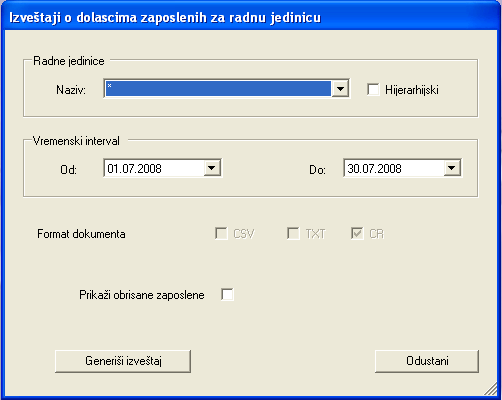 Izveštaji o dolascima zaposlenih za radnu jedinicu
Radne jedinice
Naziv: * Hijerarhijski
Vremenski interval
Od: 01.07.2008 Do: 30.07.2008
Format dokumenta CSV TXT CR
Prikaži obrisane zaposlene
Generiši izveštaj Odustani